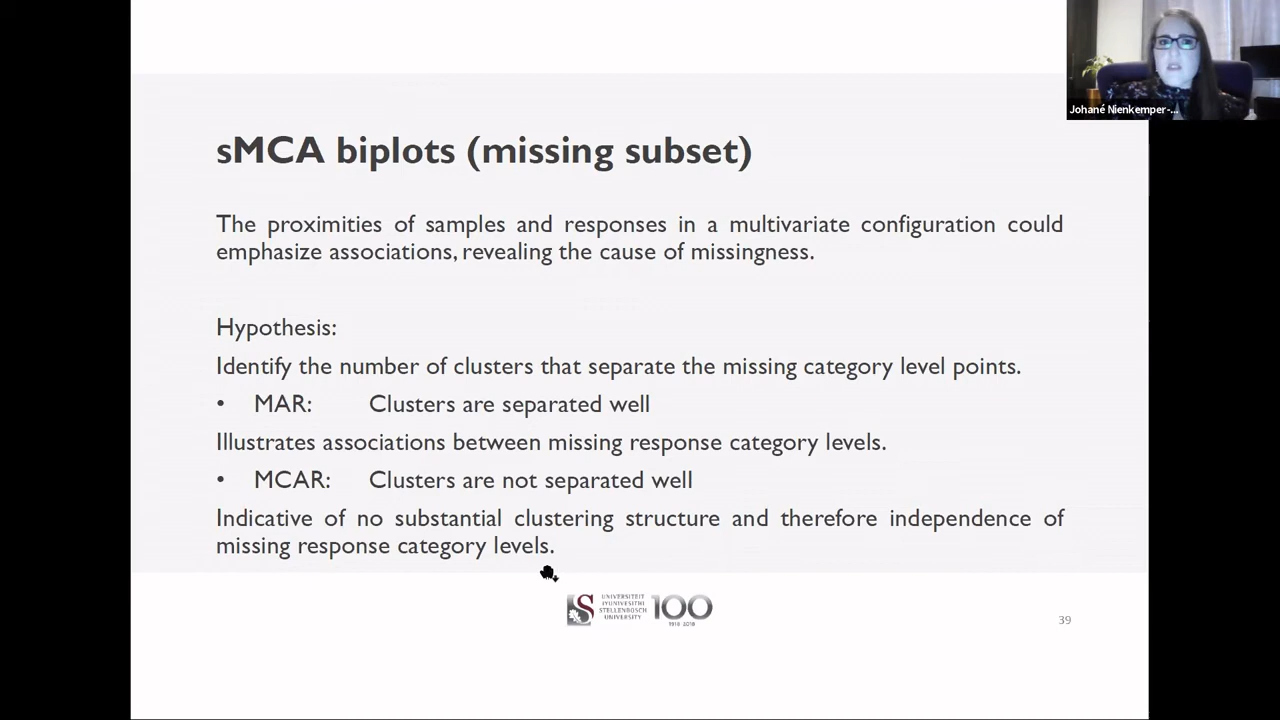 Johané Nienkemper-...
sMCA biplots (missing subset)
The proximities of samples and responses in a multivariate configuration could
emphasize associations, revealing the cause of missingness.
Hypothesis:
Identify the number of clusters that separate the missing category level points.
• MAR: Clusters are separated well
Illustrates associations between missing response category levels.
• MCAR: Clusters are not separated well
Indicative of no substantial clustering structure and therefore independence of
missing response category levels.
UNIVERSITEIT
IYUNIVESITHI
STELLENBOSCH
UNIVERSITY
100
1918-2018
39